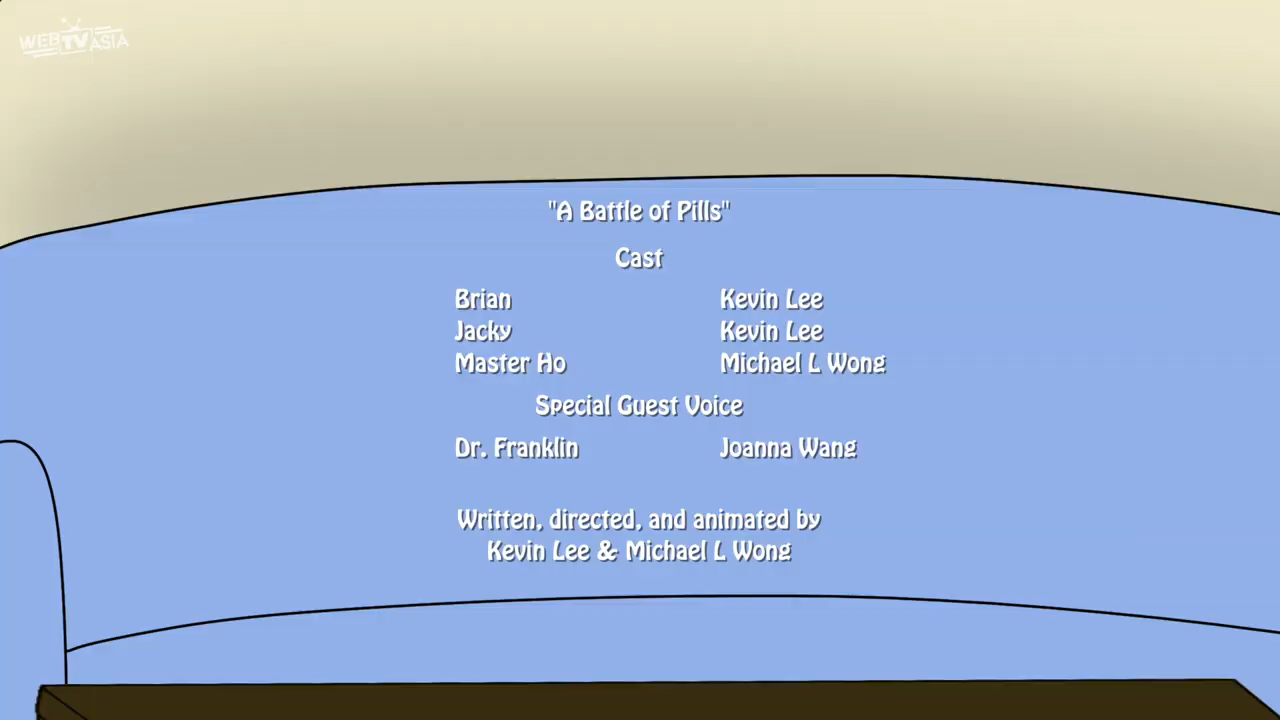 WEBTVASIA
"A Battle of Pills"
Cast
Brian Kevin Lee
Jacky Kevin Lee
Master Ho Michael L Wong
Special Guest Voice
Dr. Franklin Joanna Wang
Written, directed, and animated by
Kevin Lee & Michael L Wong